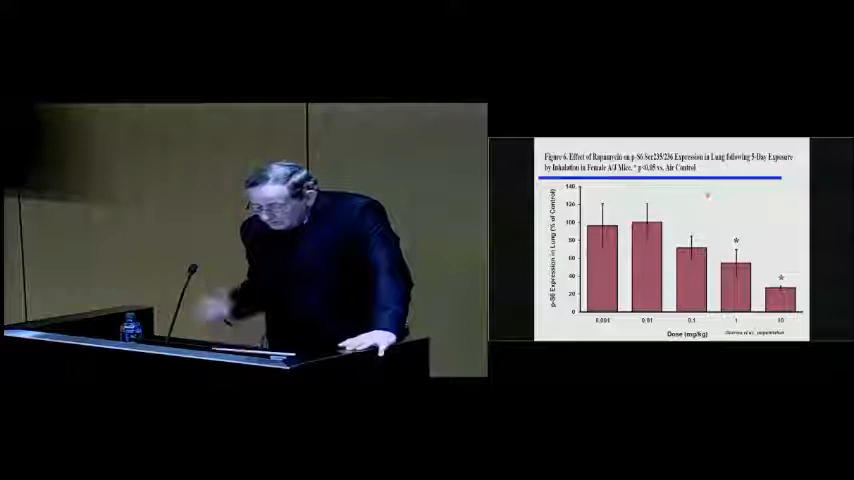 Figure 6. Effect of Rapamycin on p-S6 Ser235/236 Expression in Lung following 5-Day Exposure
by Inhalation in Female A/J Mice. * p<0.05 vs. Air Control
p-S6 Expression in Lung (% of Control)
140
120
100
80
60
40
20
0
* *
0.001 0.01 0.1 1 10
Dose (mg/kg)
et al.,